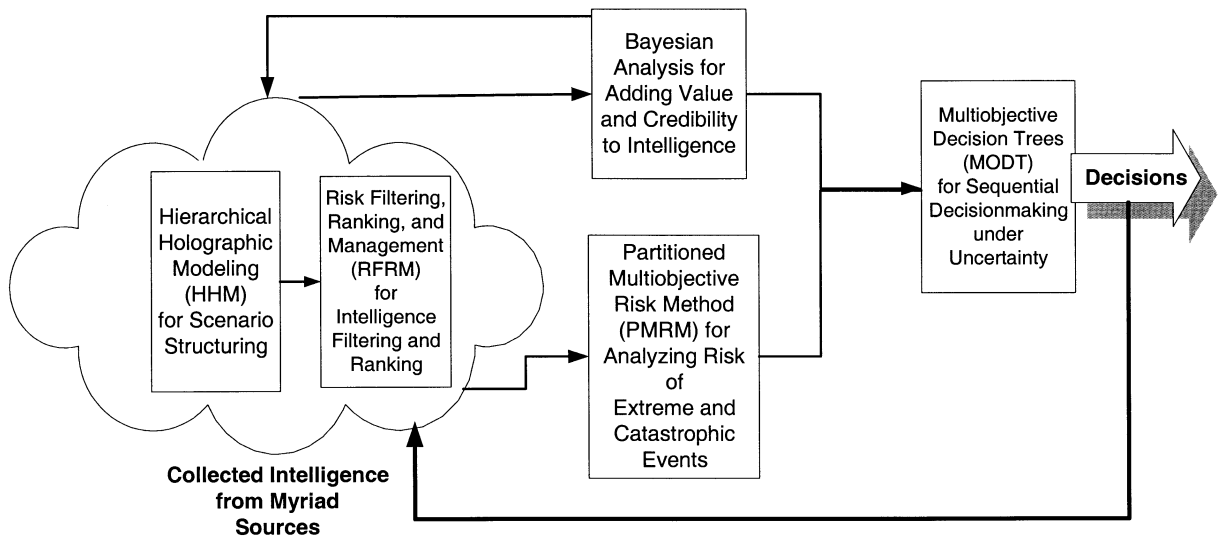 Bayesian
Analysis for
Adding Value
and Credibility
to Intelligence
Hierarchical
Holographic
Modeling
(HHM)
for Scenario
Structuring
Risk Filtering,
Ranking, and
Management
(RFRM)
for
Intelligence
Filtering and
Ranking
Collected Intelligence
from Myriad
Sources
Partitioned
Multiobjective
Risk Method
(PMRM) for
Analyzing Risk
of
Extreme and
Catastrophic
Events
Multiobjective
Decision Trees
(MODT)
for Sequential
Decisionmaking
under
Uncertainty
Decisions